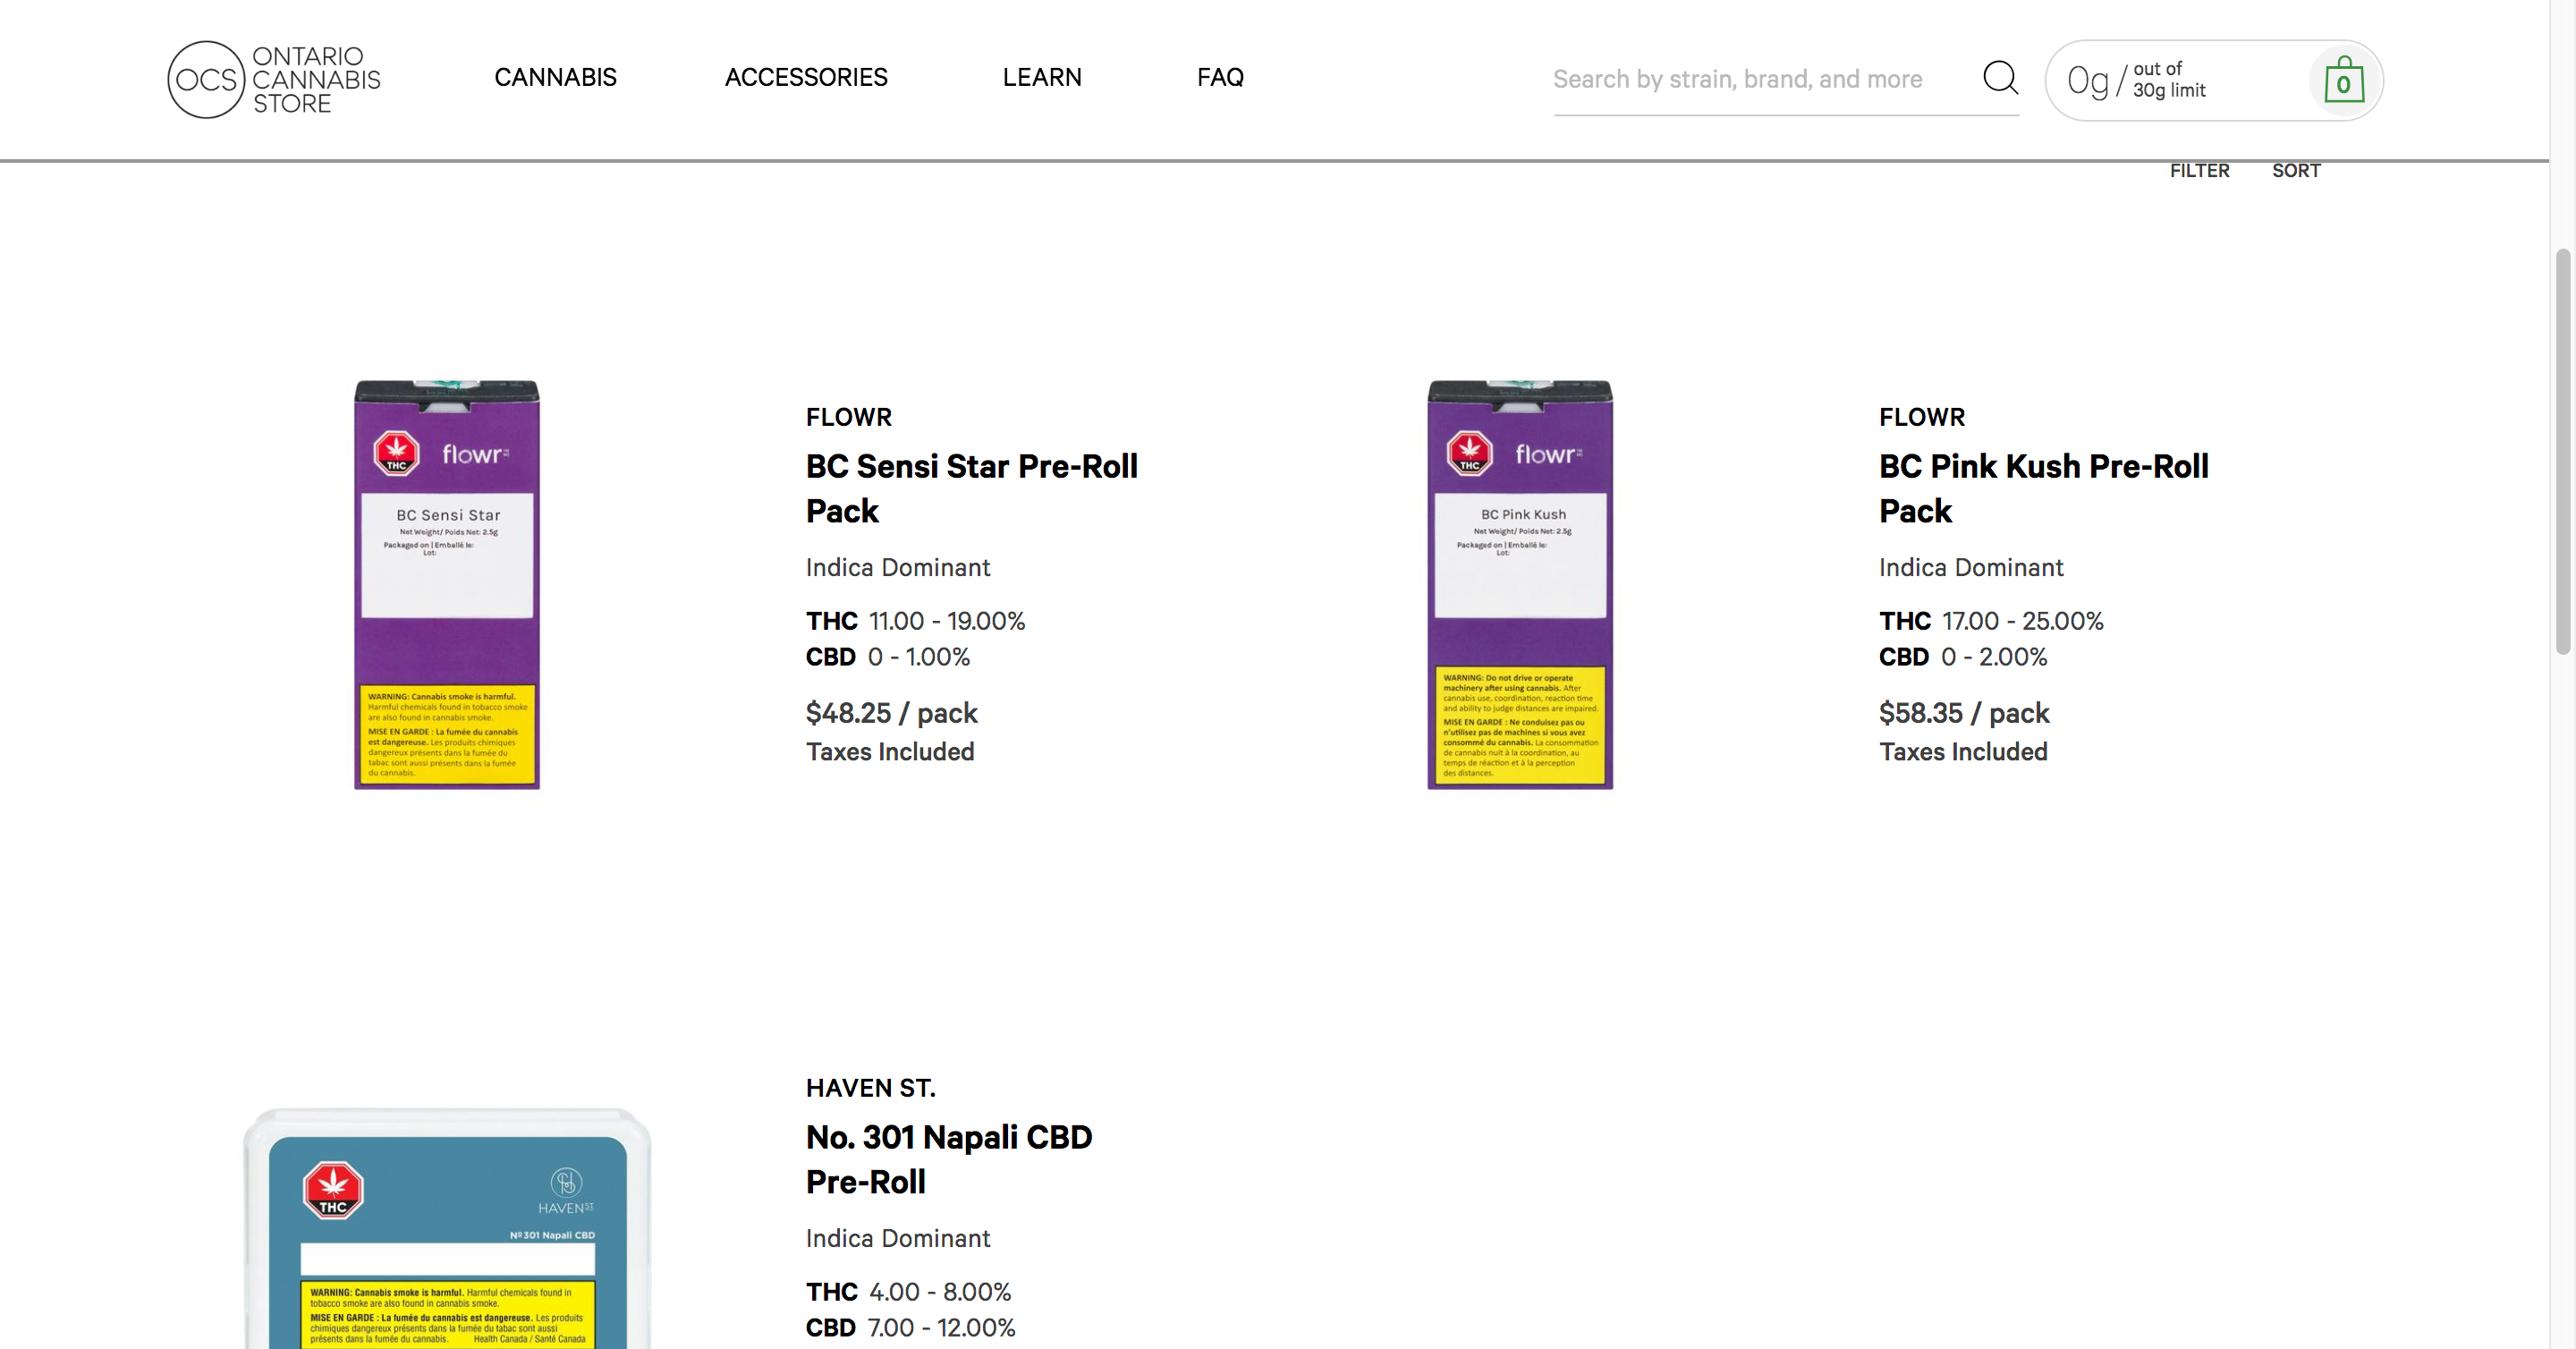 OCS ONTARIO
CANNABIS
STORE
CANNABIS
ACCESSORIES
LEARN
FAQ
Search by strain, brand, and more
0g / out of
30g limit
0
FILTER
SORT
THC
flowr
BC Sensi Star
Net Weight/ Poids Net: 2.5g
Packaged on | Emballé le:
Lot:
WARNING: Cannabis smoke is harmful.
Harmful chemicals found in tobacco smoke
are also found in cannabis smoke.
MISE EN GARDE : La fumée du cannabis
est dangereuse. Les produits chimiques
dangereux présents dans la fumée du
tabac sont aussi présents dans la fumée
du cannabis.
FLOWR
BC Sensi Star Pre-Roll
Pack
Indica Dominant
THC 11.00 - 19.00%
CBD 0 - 1.00%
$48.25 / pack
Taxes Included
THC
flowr
BC Pink Kush
Net Weight/ Poids Net: 2.5g
Packaged on | Emballé le:
Lot:
WARNING: Do not drive or operate
machinery after using cannabis. After
cannabis use, coordination, reaction time
and ability to judge distances are impaired.
MISE EN GARDE : Ne conduisez pas ou
n'utilisez pas de machines si vous avez
consommé du cannabis. La consommation
de cannabis nuit à la coordination, au
temps de réaction et à la perception
des distances.
FLOWR
BC Pink Kush Pre-Roll
Pack
Indica Dominant
THC 17.00 - 25.00%
CBD 0 - 2.00%
$58.35 / pack
Taxes Included
THC
HAVEN ST
Nº 301 Napali CBD
WARNING: Cannabis smoke is harmful. Harmful chemicals found in
tobacco smoke are also found in cannabis smoke.
MISE EN GARDE : La fumée du cannabis est dangereuse. Les produits
chimiques dangereux présents dans la fumée du tabac sont aussi
présents dans la fumée du cannabis. Health Canada / Santé Canada
HAVEN ST.
No. 301 Napali CBD
Pre-Roll
Indica Dominant
THC 4.00 - 8.00%
CBD 7.00 - 12.00%